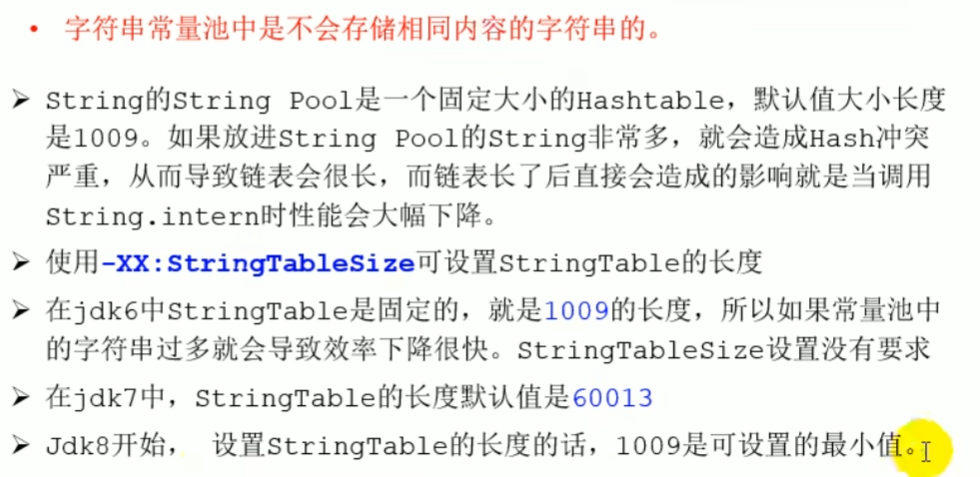 • 字符串常量池中是不会存储相同内容的字符串的。
➢ String的String Pool是一个固定大小的Hashtable，默认值大小长度
是1009。如果放进String Pool的String非常多，就会造成Hash冲突
严重，从而导致链表会很长，而链表长了后直接会造成的影响就是当调用
String.intern时性能会大幅下降。
➢ 使用-XX:StringTableSize可设置StringTable的长度
➢ 在jdk6中StringTable是固定的，就是1009的长度，所以如果常量池中
的字符串过多就会导致效率下降很快。StringTableSize设置没有要求
➢ 在jdk7中，StringTable的长度默认值是60013
➢ Jdk8开始， 设置StringTable的长度的话，1009是可设置的最小值。